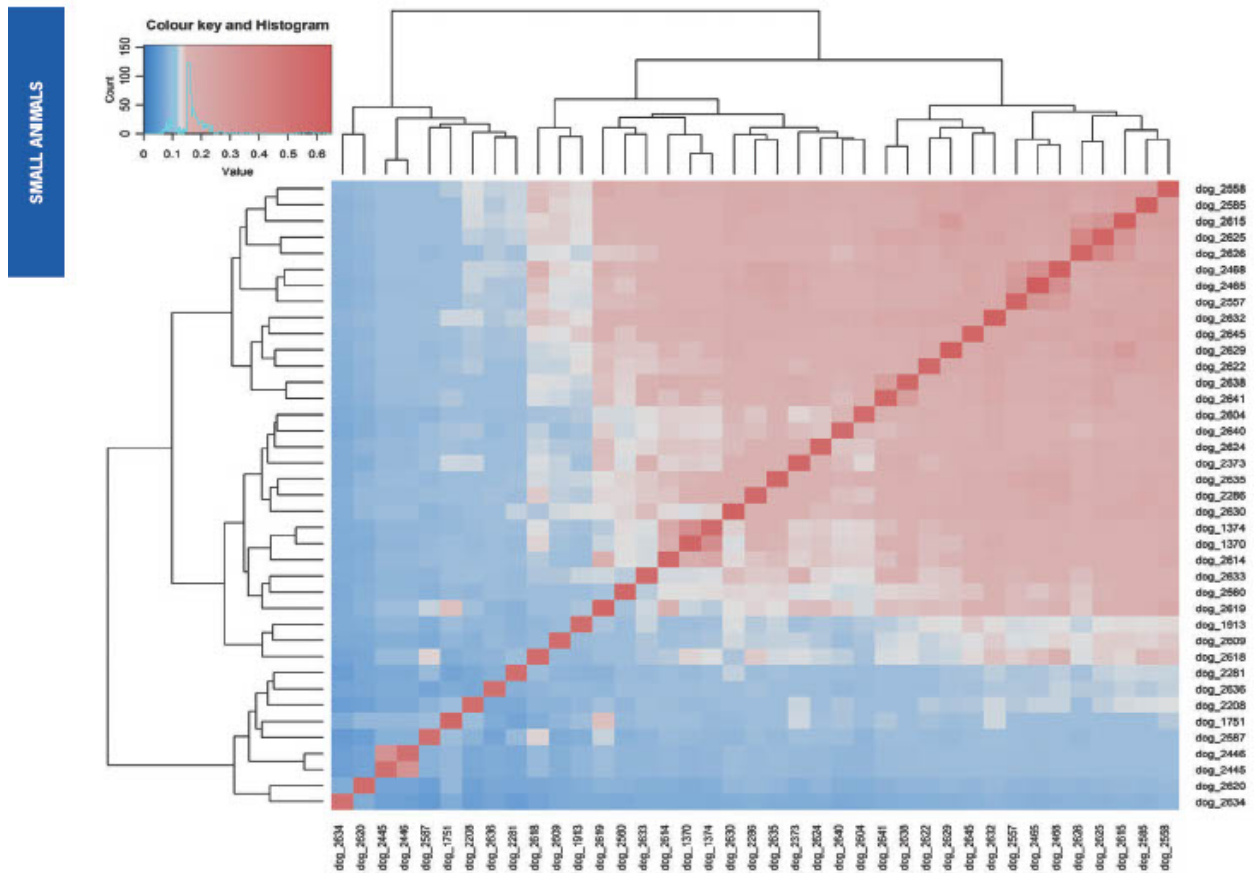 SMALL ANIMALS
Colour key and Histogram
Count
150
100
50
0
0 0.1 0.2 0.3 0.4 0.5 0.6
Value
dog_2558
dog_2585
dog_2615
dog_2625
dog_2626
dog_2468
dog_2465
dog_2557
dog_2632
dog_2645
dog_2629
dog_2622
dog_2638
dog_2641
dog_2604
dog_2640
dog_2624
dog_2373
dog_2635
dog_2286
dog_2630
dog_1374
dog_1370
dog_2614
dog_2633
dog_2560
dog_2619
dog_1913
dog_2609
dog_2618
dog_2281
dog_2636
dog_2208
dog_1751
dog_2587
dog_2446
dog_2445
dog_2620
dog_2634
dog_2634
dog_2620
dog_2445
dog_2446
dog_2587
dog_1751
dog_2208
dog_2636
dog_2281
dog_2618
dog_2609
dog_1913
dog_2619
dog_2560
dog_2633
dog_2614
dog_1370
dog_1374
dog_2630
dog_2286
dog_2635
dog_2373
dog_2624
dog_2640
dog_2604
dog_2641
dog_2638
dog_2622
dog_2629
dog_2645
dog_2632
dog_2557
dog_2465
dog_2468
dog_2626
dog_2625
dog_2615
dog_2585
dog_2558